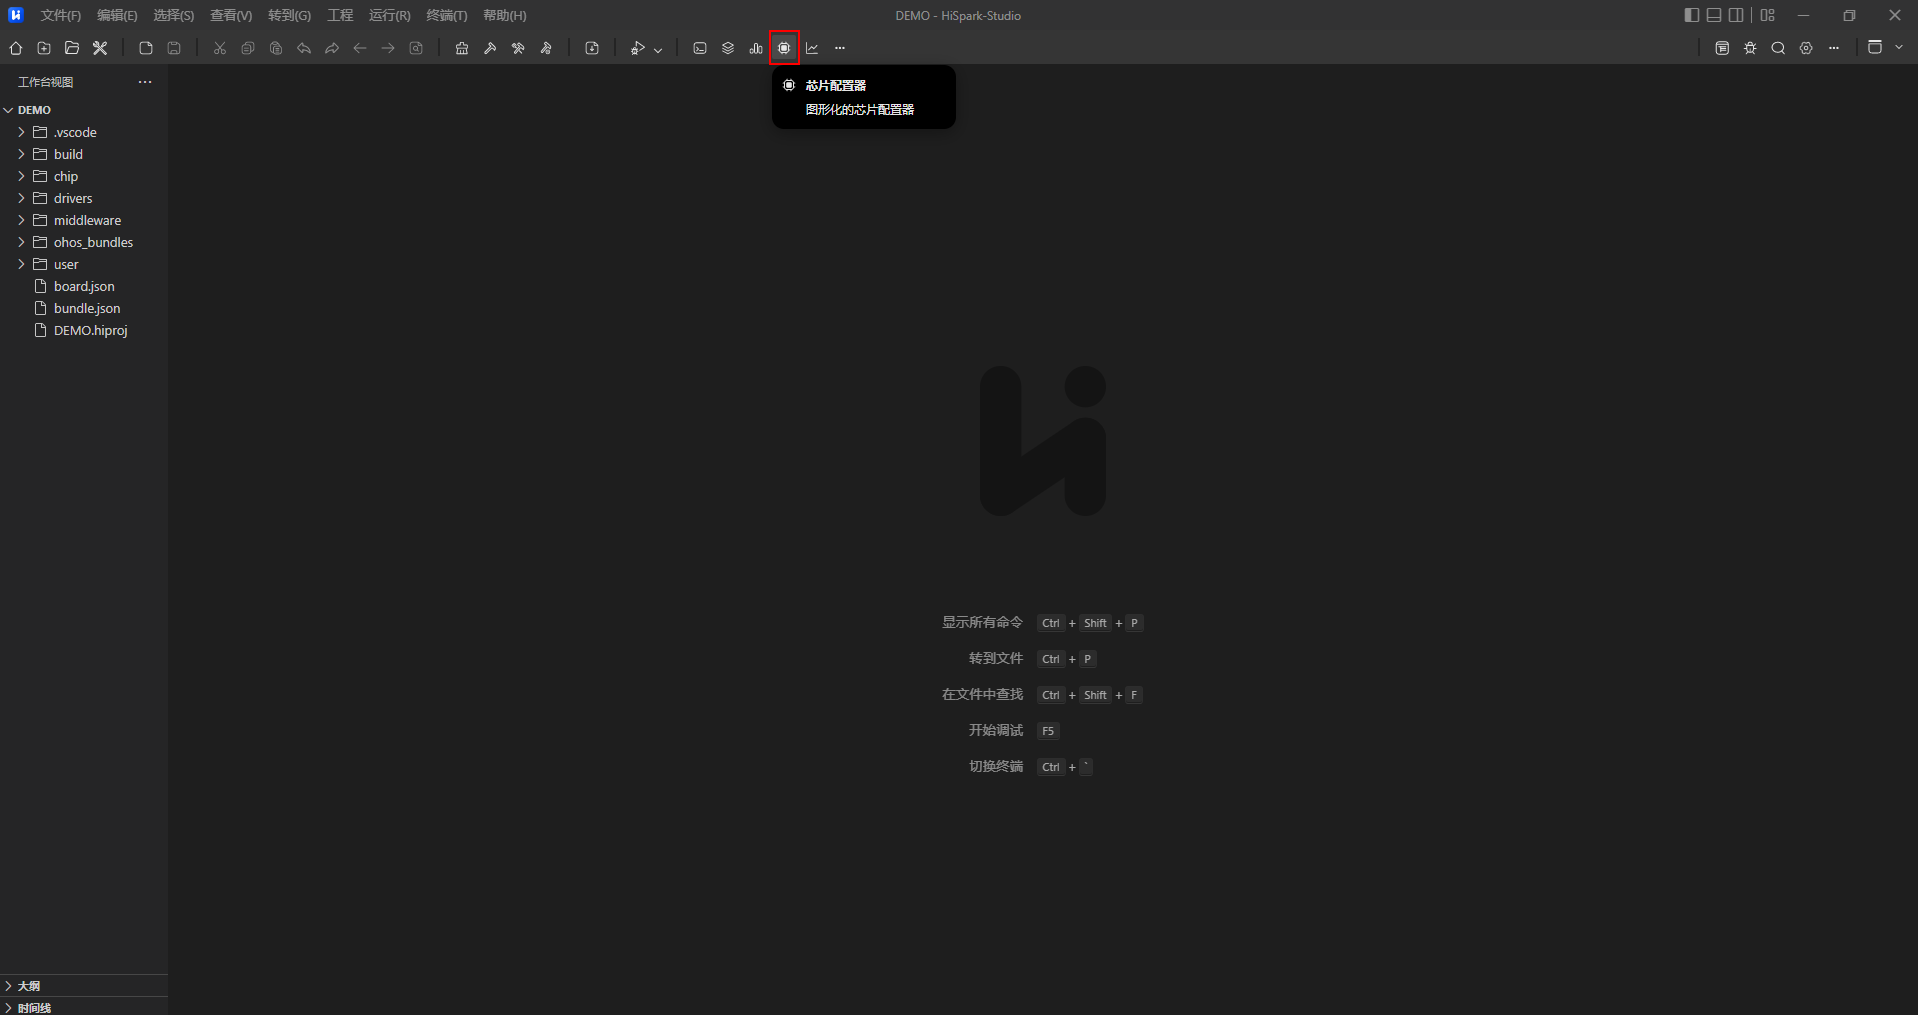 文件(F) 编辑(E) 选择(S) 查看(V) 转到(G) 工程 运行(R) 终端(T) 帮助(H) DEMO - HiSpark-Studio
工作台视图
芯片配置器
图形化的芯片配置器
DEMO
.vscode
build
chip
drivers
middleware
ohos_bundles
user
board.json
bundle.json
DEMO.hiproj
显示所有命令 Ctrl + Shift + P
转到文件 Ctrl + P
在文件中查找 Ctrl + Shift + F
开始调试 F5
切换终端 Ctrl + `
大纲
时间线